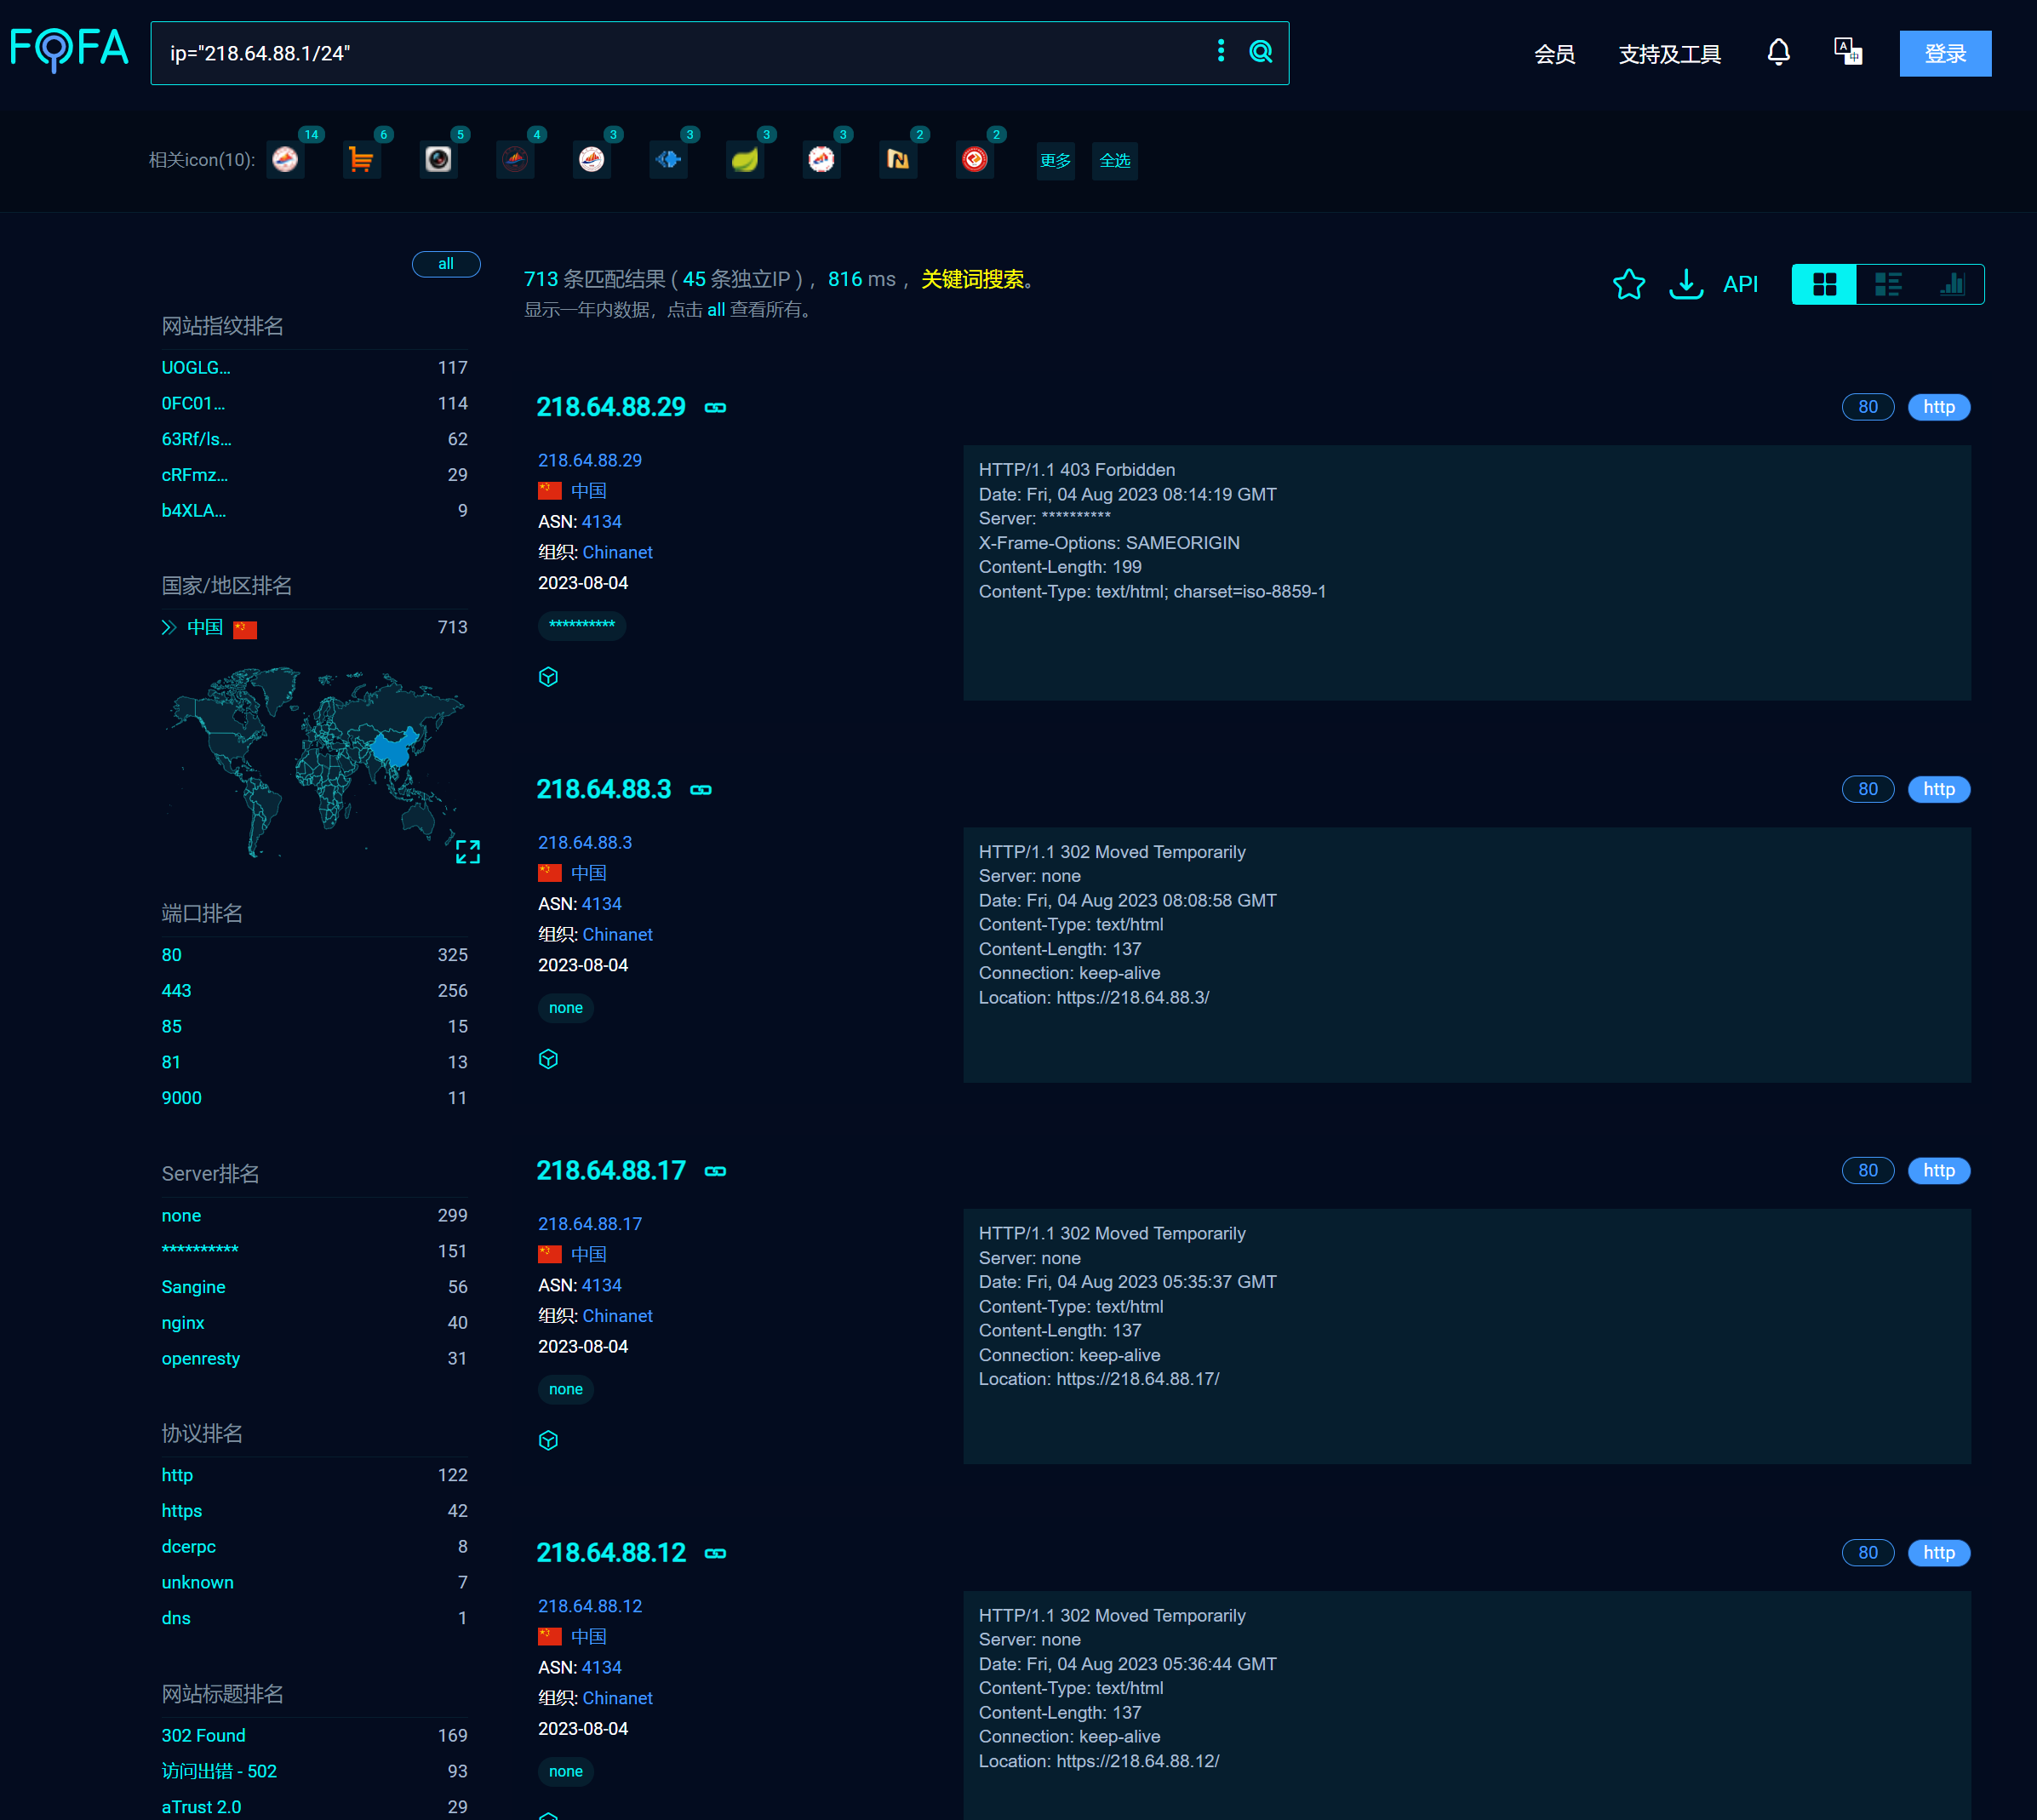 FOFA
ip="218.64.88.1/24"
会员
支持及工具
登录
相关icon(10):
14
6
5
4
3
3
3
3
2
2
更多
全选
all
713 条匹配结果 ( 45 条独立IP ) ， 816 ms ， 关键词搜索。
显示一年内数据，点击 all 查看所有。
API
网站指纹排名
UOGLG... 117
0FC01... 114
63Rf/ls... 62
cRFmz... 29
b4XLA... 9
国家/地区排名
中国 713
端口排名
80 325
443 256
85 15
81 13
9000 11
Server排名
none 299
********** 151
Sangine 56
nginx 40
openresty 31
协议排名
http 122
https 42
dcerpc 8
unknown 7
dns 1
网站标题排名
302 Found 169
访问出错 - 502 93
aTrust 2.0 29
218.64.88.29
80 http
218.64.88.29
中国
ASN: 4134
组织: Chinanet
2023-08-04
**********
HTTP/1.1 403 Forbidden
Date: Fri, 04 Aug 2023 08:14:19 GMT
Server: **********
X-Frame-Options: SAMEORIGIN
Content-Length: 199
Content-Type: text/html; charset=iso-8859-1
218.64.88.3
80 http
218.64.88.3
中国
ASN: 4134
组织: Chinanet
2023-08-04
none
HTTP/1.1 302 Moved Temporarily
Server: none
Date: Fri, 04 Aug 2023 08:08:58 GMT
Content-Type: text/html
Content-Length: 137
Connection: keep-alive
Location: https://218.64.88.3/
218.64.88.17
80 http
218.64.88.17
中国
ASN: 4134
组织: Chinanet
2023-08-04
none
HTTP/1.1 302 Moved Temporarily
Server: none
Date: Fri, 04 Aug 2023 05:35:37 GMT
Content-Type: text/html
Content-Length: 137
Connection: keep-alive
Location: https://218.64.88.17/
218.64.88.12
80 http
218.64.88.12
中国
ASN: 4134
组织: Chinanet
2023-08-04
none
HTTP/1.1 302 Moved Temporarily
Server: none
Date: Fri, 04 Aug 2023 05:36:44 GMT
Content-Type: text/html
Content-Length: 137
Connection: keep-alive
Location: https://218.64.88.12/